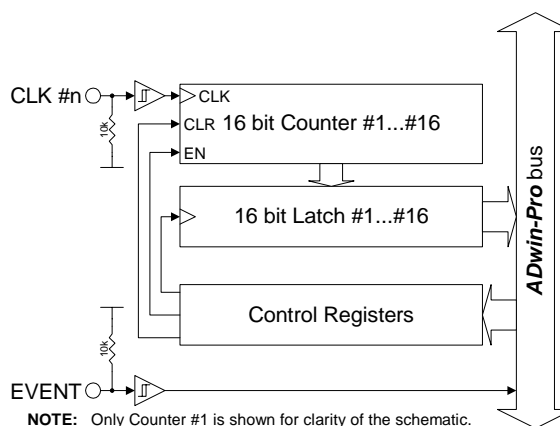 CLK #n
10k
CLK
CLR
16 bit Counter #1...#16
EN
16 bit Latch #1...#16
Control Registers
ADwin-Pro bus
10k
EVENT
NOTE: Only Counter #1 is shown for clarity of the schematic.